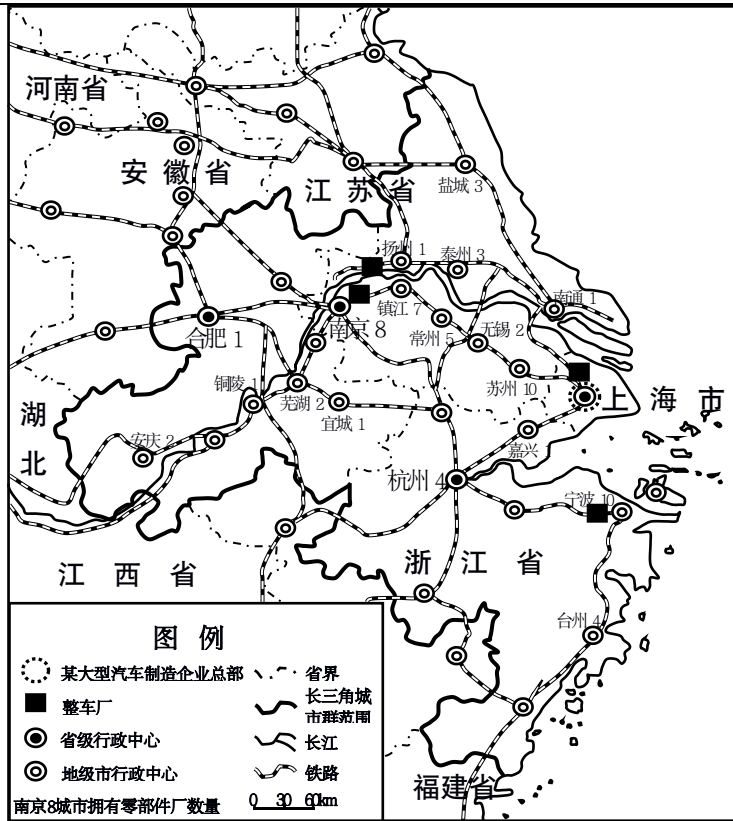 河南省
安徽省
江苏省
盐城 3
扬州 1
泰州 3
南通 1
镇江 7
南京 8
合肥 1
常州 5
无锡 2
苏州 10
上海市
铜陵 1
芜湖 2
宜城 1
嘉兴
湖北
安庆 2
杭州 4
宁波 10
江西省
浙江省
台州 4
福建省
图例
某大型汽车制造企业总部
省界
整车厂
长三角城
市群范围
省级行政中心
长江
地级市行政中心
铁路
南京8城市拥有零部件厂数量
0 30 60km